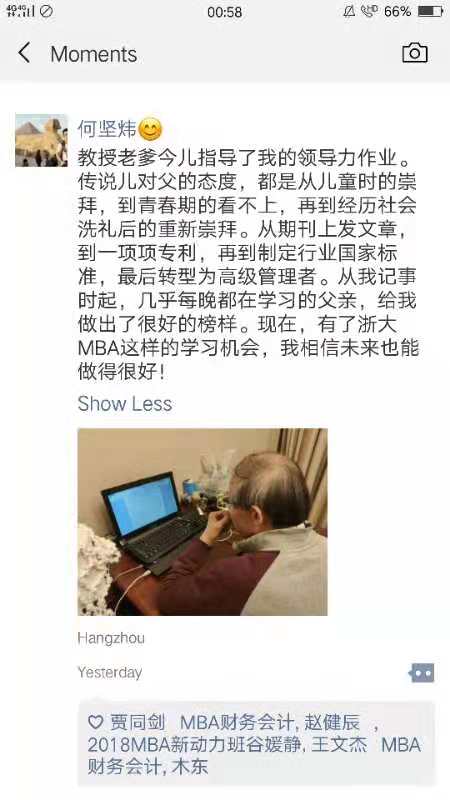 4G 4G
00:58
HD
66%
Moments
何坚炜
教授老爹今儿指导了我的领导力作业。
传说儿对父的态度，都是从儿童时的崇
拜，到青春期的看不上，再到经历社会
洗礼后的重新崇拜。从期刊上发文章，
到一项项专利，再到制定行业国家标
准，最后转型为高级管理者。从我记事
时起，几乎每晚都在学习的父亲，给我
做出了很好的榜样。现在，有了浙大
MBA这样的学习机会，我相信未来也能
做得很好！
Show Less
Hangzhou
Yesterday
贾同剑 MBA财务会计, 赵健辰 ,
2018MBA新动力班谷媛静, 王文杰 MBA
财务会计, 木东